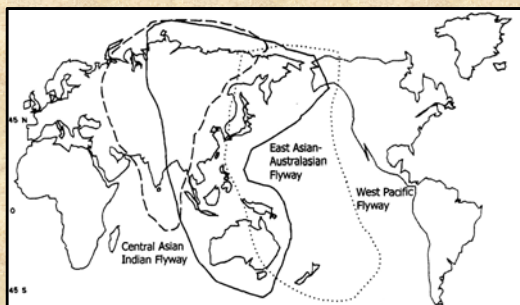 45 N
East Asian-
Australasian
Flyway
West Pacific
Flyway
0
Central Asian
Indian Flyway
45 S